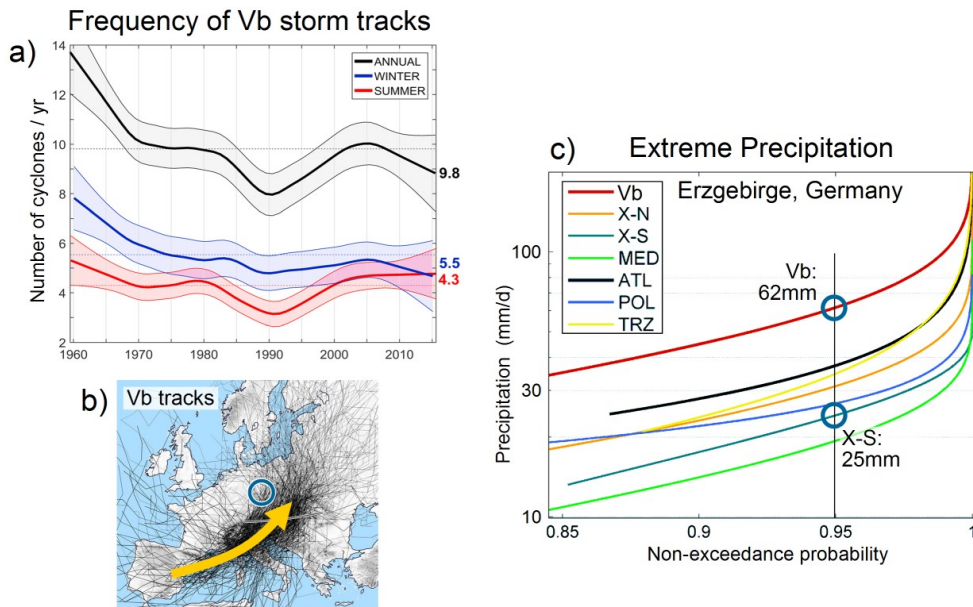 Frequency of Vb storm tracks
a)
14
12
10
8
6
4
2
Number of cyclones / yr
ANNUAL
WINTER
SUMMER
9.8
5.5
4.3
1960
1970
1980
1990
2000
2010
b)
Vb tracks
c)
Extreme Precipitation
Erzgebirge, Germany
Vb
X-N
X-S
MED
ATL
POL
TRZ
Vb:
62mm
X-S:
25mm
100
30
10
Precipitation (mm/d)
0.85
0.9
0.95
1
Non-exceedance probability